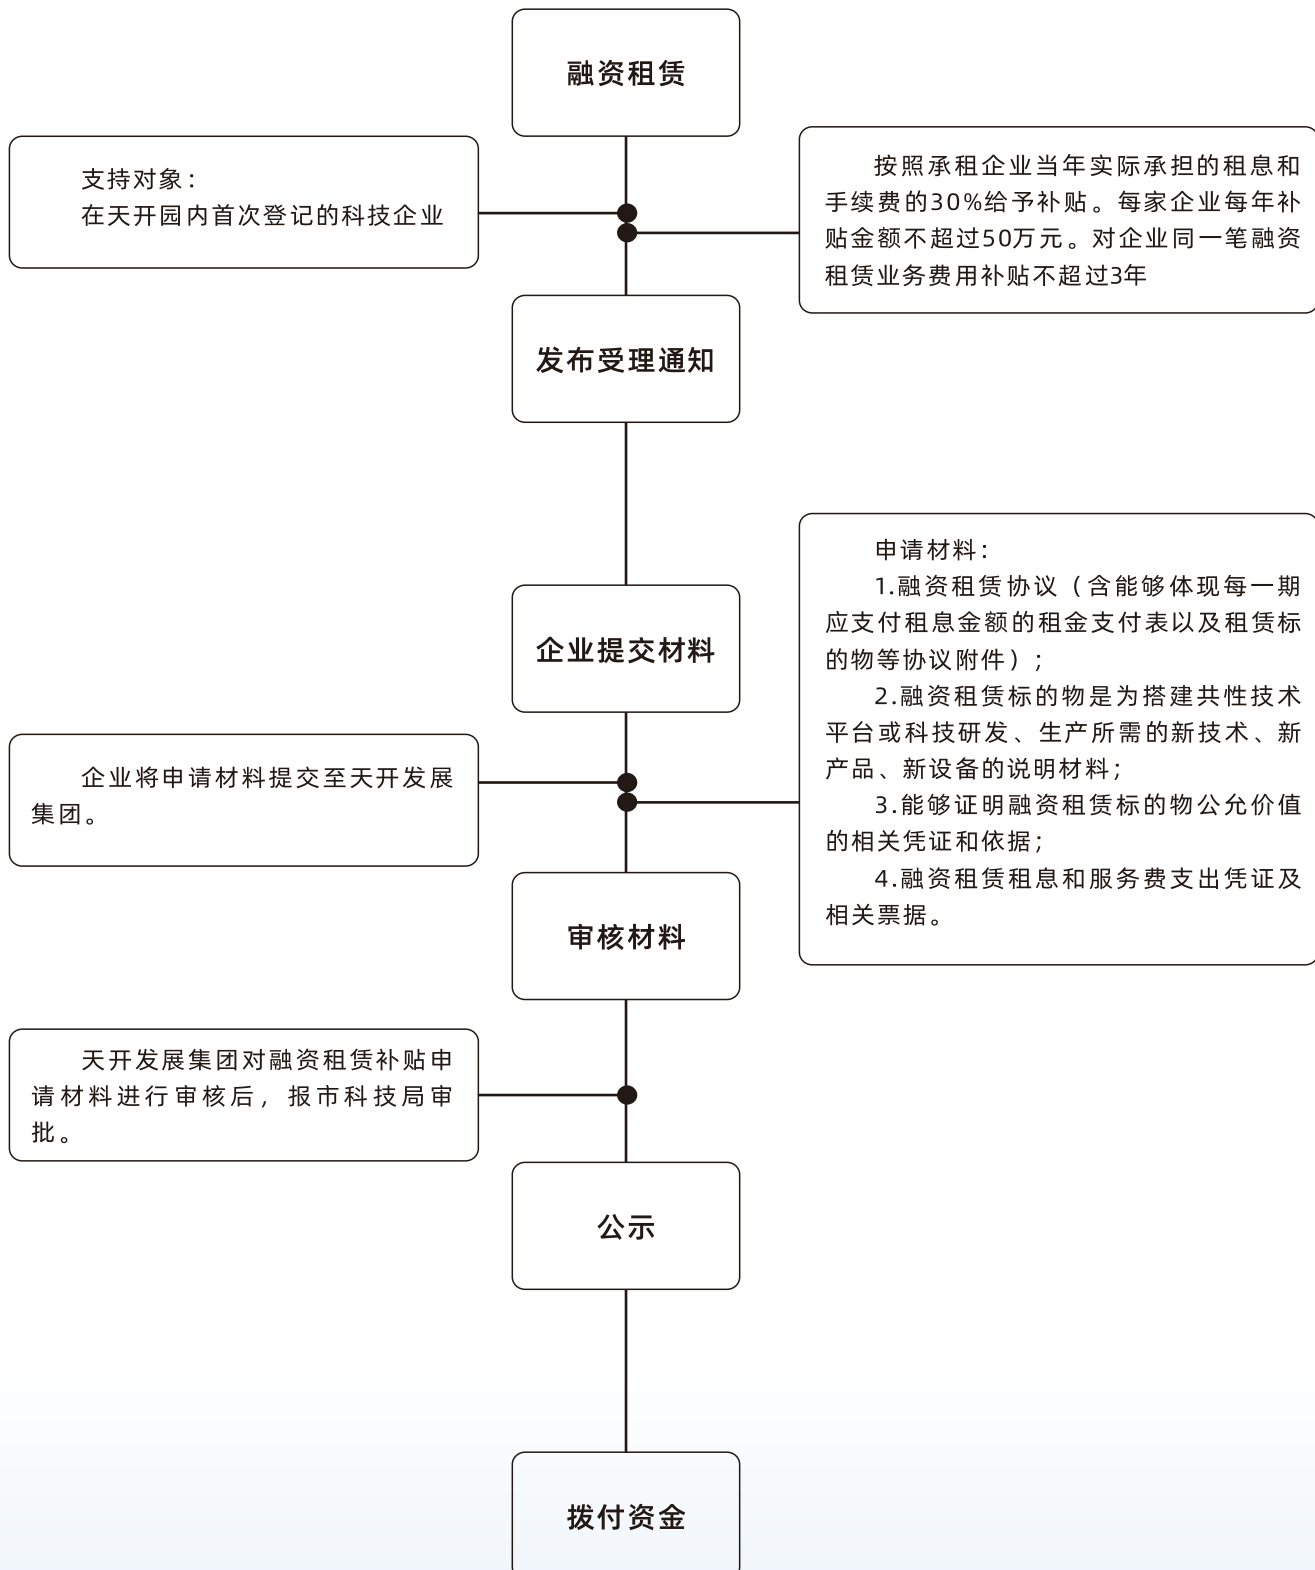 融资租赁
支持对象：
在天开园内首次登记的科技企业
按照承租企业当年实际承担的租息和
手续费的30%给予补贴。每家企业每年补
贴金额不超过50万元。对企业同一笔融资
租赁业务费用补贴不超过3年
发布受理通知
企业提交材料
申请材料：
1.融资租赁协议（含能够体现每一期
应支付租息金额的租金支付表以及租赁标
的物等协议附件）；
2.融资租赁标的物是为搭建共性技术
平台或科技研发、生产所需的新技术、新
产品、新设备的说明材料；
3.能够证明融资租赁标的物公允价值
的相关凭证和依据；
4.融资租赁租息和服务费支出凭证及
相关票据。
企业将申请材料提交至天开发展
集团。
审核材料
天开发展集团对融资租赁补贴申
请材料进行审核后，报市科技局审
批。
公示
拨付资金